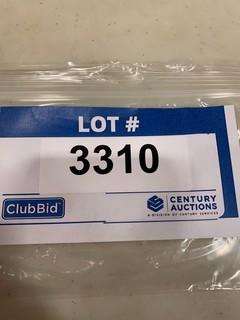 LOT #
3310
ClubBid
CENTURY
AUCTIONS
A DIVISION OF CENTURY SERVICES